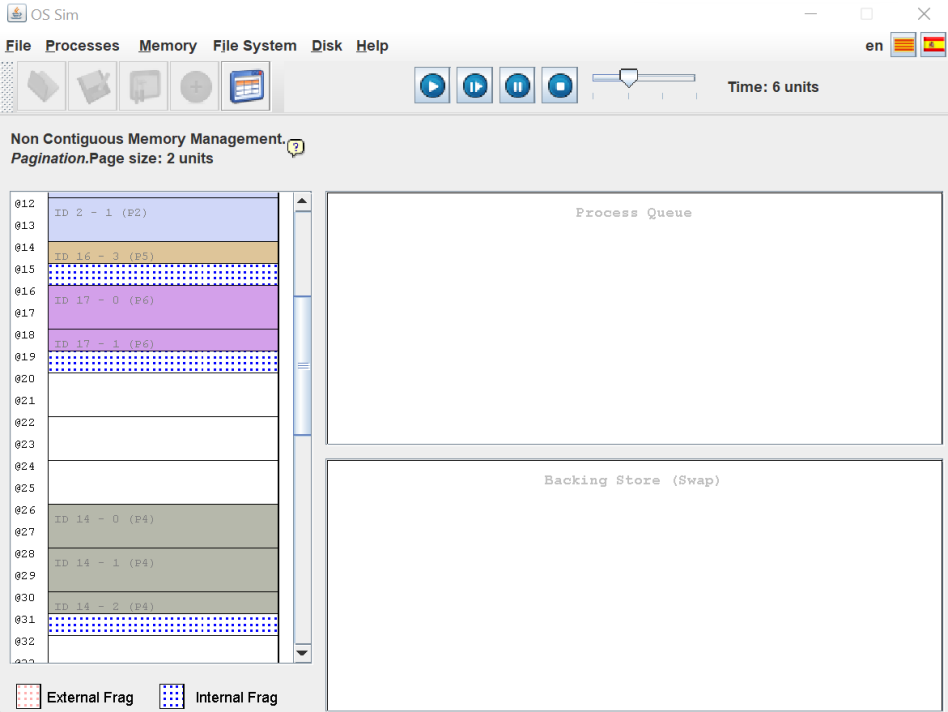 OS Sim
File Processes Memory File System Disk Help en
Time: 6 units
Non Contiguous Memory Management.
?
Pagination.Page size: 2 units
@12
ID 2 - 1 (P2)
@13
@14
ID 16 - 3 (P5)
@15
@16
ID 17 - 0 (P6)
@17
@18
ID 17 - 1 (P6)
@19
@20
@21
@22
@23
@24
@25
@26
ID 14 - 0 (P4)
@27
@28
ID 14 - 1 (P4)
@29
@30
ID 14 - 2 (P4)
@31
@32
Process Queue
Backing Store (Swap)
External Frag Internal Frag